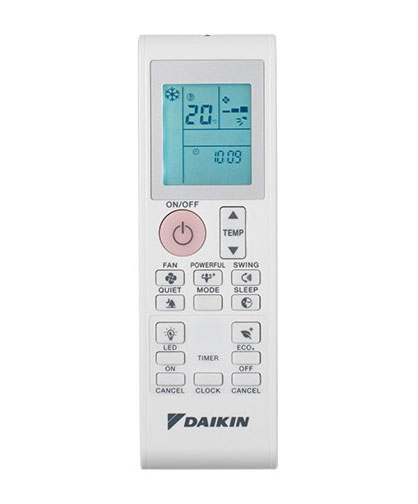 20°C
10:09
ON/OFF
TEMP
FAN POWERFUL SWING
QUIET MODE SLEEP
LED ECO+
TIMER
ON OFF
CANCEL CLOCK CANCEL
DAIKIN